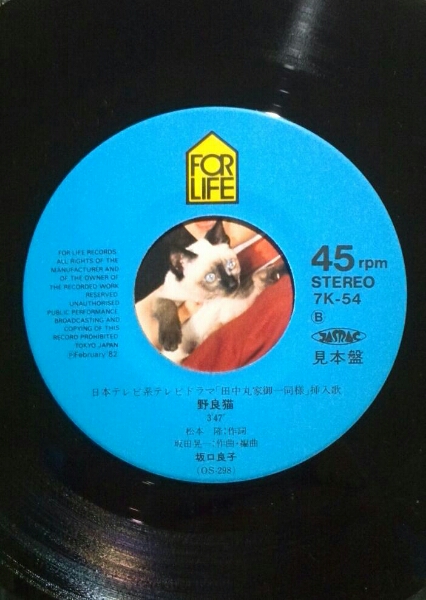 FOR
LIFE
FOR LIFE RECORDS,
ALL RIGHTS OF THE
MANUFACTURER AND
OF THE OWNER OF
THE RECORDED WORK
RESERVED.
UNAUTHORISED
PUBLIC PERFORMANCE,
BROADCASTING AND
COPYING OF THIS
RECORD PROHIBITED
TOKYO, JAPAN
Ⓟ February '82
45 rpm
STEREO
7K-54
Ⓑ
JASRAC
見本盤
日本テレビ系テレビドラマ「田中丸家御一同様」挿入歌
野良猫
3'47"
松本 隆:作詞
坂田晃一:作曲・編曲
坂口良子
(OS-298)